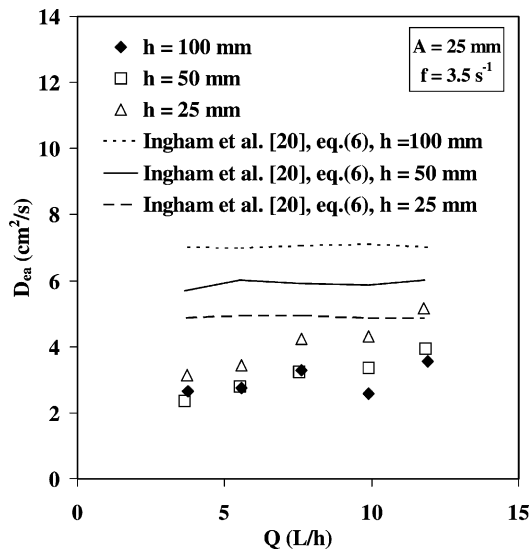 14
12
10
8
6
4
2
0
D_ea (cm²/s)
h = 100 mm
h = 50 mm
h = 25 mm
Ingham et al. [20], eq.(6), h =100 mm
Ingham et al. [20], eq.(6), h = 50 mm
Ingham et al. [20], eq.(6), h = 25 mm
A = 25 mm
f = 3.5 s⁻¹
0 5 10 15
Q (L/h)